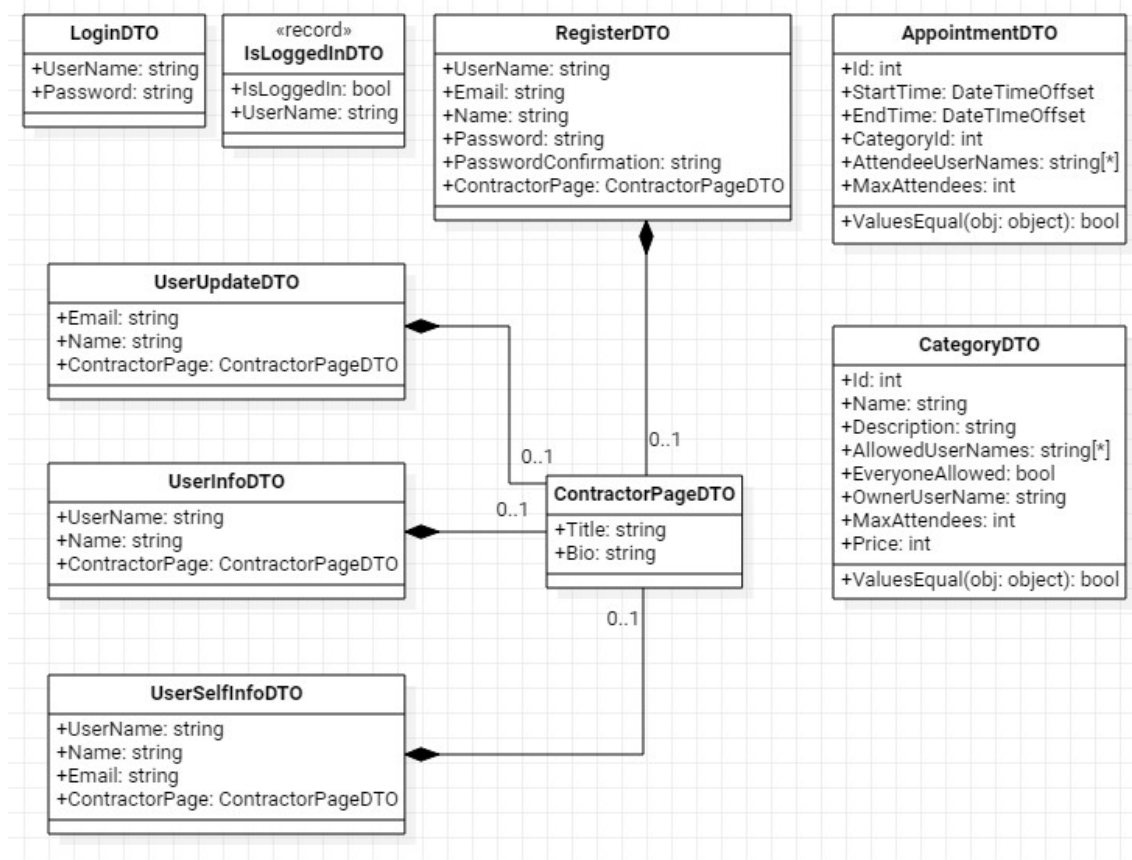 LoginDTO
+UserName: string
+Password: string
«record»
IsLoggedInDTO
+IsLoggedIn: bool
+UserName: string
RegisterDTO
+UserName: string
+Email: string
+Name: string
+Password: string
+PasswordConfirmation: string
+ContractorPage: ContractorPageDTO
AppointmentDTO
+Id: int
+StartTime: DateTimeOffset
+EndTime: DateTImeOffset
+CategoryId: int
+AttendeeUserNames: string[*]
+MaxAttendees: int
+ValuesEqual(obj: object): bool
UserUpdateDTO
+Email: string
+Name: string
+ContractorPage: ContractorPageDTO
CategoryDTO
+Id: int
+Name: string
+Description: string
+AllowedUserNames: string[*]
+EveryoneAllowed: bool
+OwnerUserName: string
+MaxAttendees: int
+Price: int
+ValuesEqual(obj: object): bool
0..1
0..1
UserInfoDTO
+UserName: string
+Name: string
+ContractorPage: ContractorPageDTO
0..1
ContractorPageDTO
+Title: string
+Bio: string
0..1
UserSelfInfoDTO
+UserName: string
+Name: string
+Email: string
+ContractorPage: ContractorPageDTO